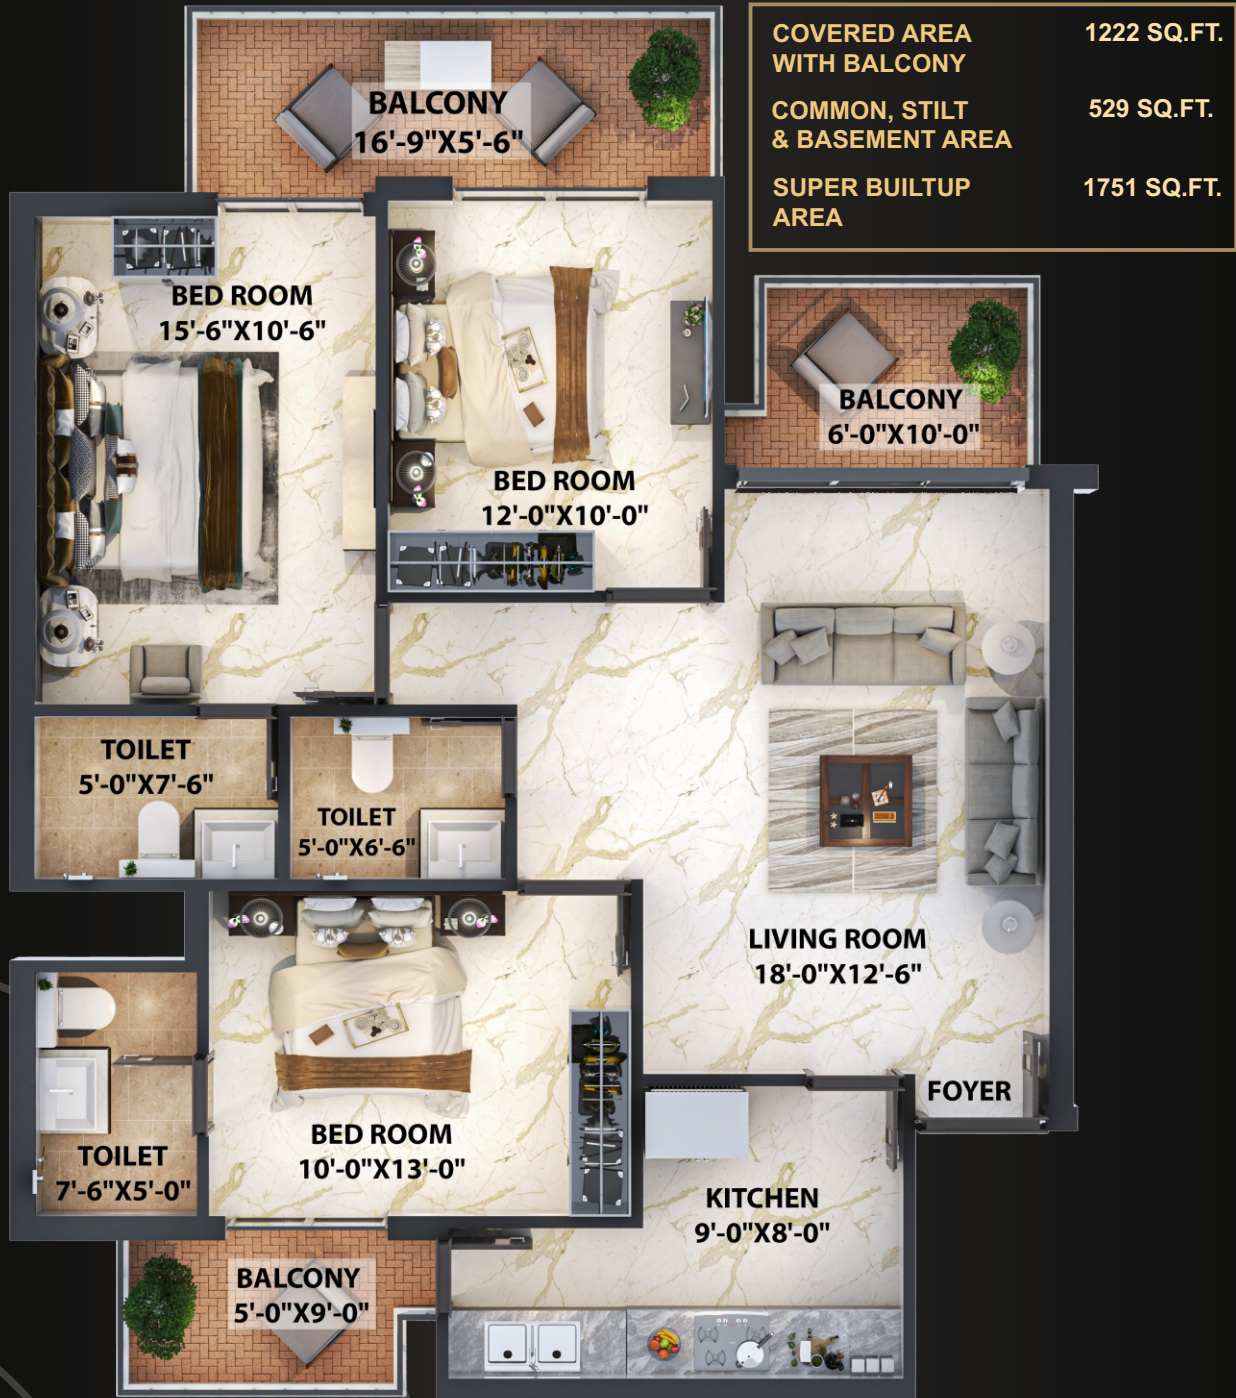 COVERED AREA 1222 SQ.FT.
WITH BALCONY
COMMON, STILT 529 SQ.FT.
& BASEMENT AREA
SUPER BUILTUP 1751 SQ.FT.
AREA
BALCONY
16'-9"X5'-6"
BED ROOM
15'-6"X10'-6"
BED ROOM
12'-0"X10'-0"
BALCONY
6'-0"X10'-0"
TOILET
5'-0"X7'-6"
TOILET
5'-0"X6'-6"
LIVING ROOM
18'-0"X12'-6"
FOYER
BED ROOM
10'-0"X13'-0"
TOILET
7'-6"X5'-0"
KITCHEN
9'-0"X8'-0"
BALCONY
5'-0"X9'-0"